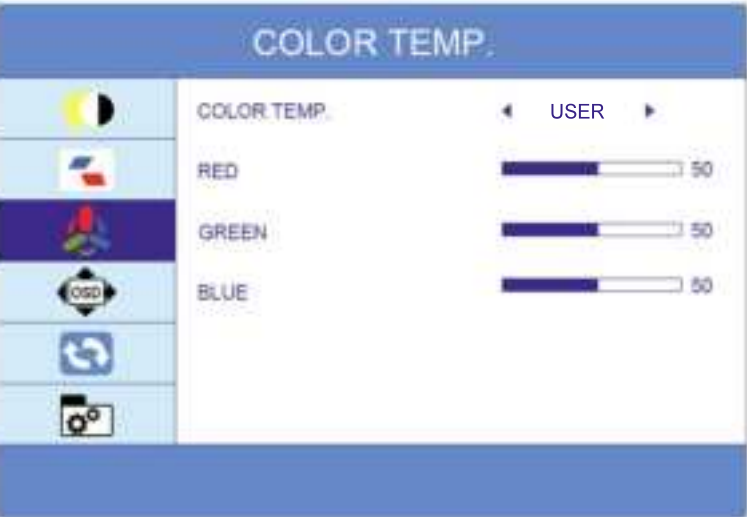 COLOR TEMP.
COLOR TEMP. USER
RED 50
GREEN 50
OSD
BLUE 50